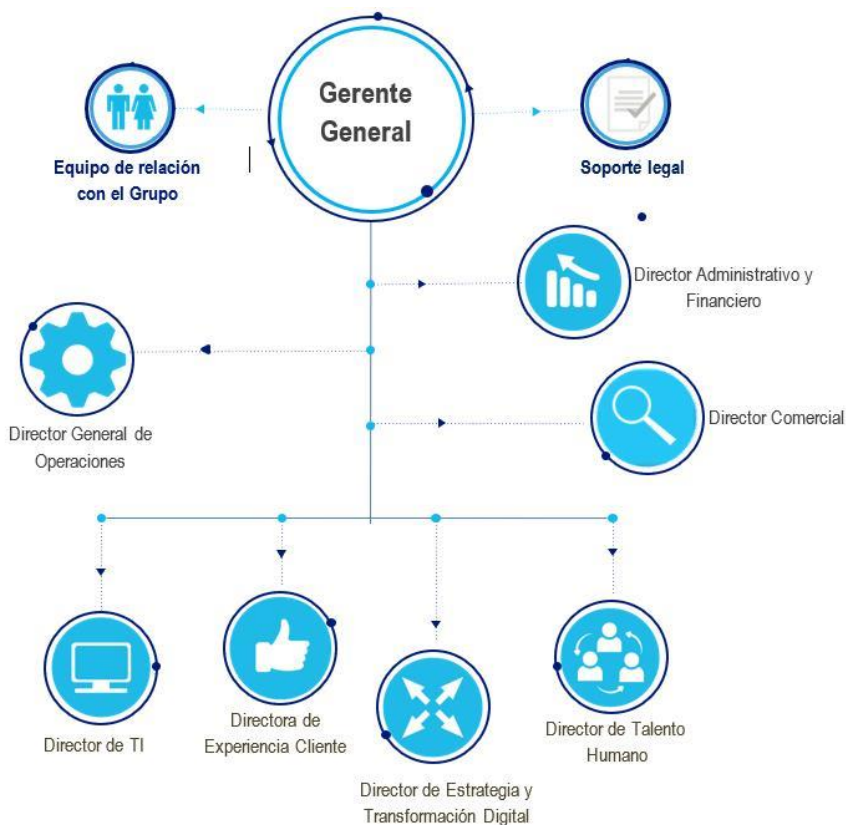 Gerente
General
Equipo de relación
con el Grupo
Soporte legal
Director Administrativo y
Financiero
Director General de
Operaciones
Director Comercial
Director de TI
Directora de
Experiencia Cliente
Director de Estrategia y
Transformación Digital
Director de Talento
Humano